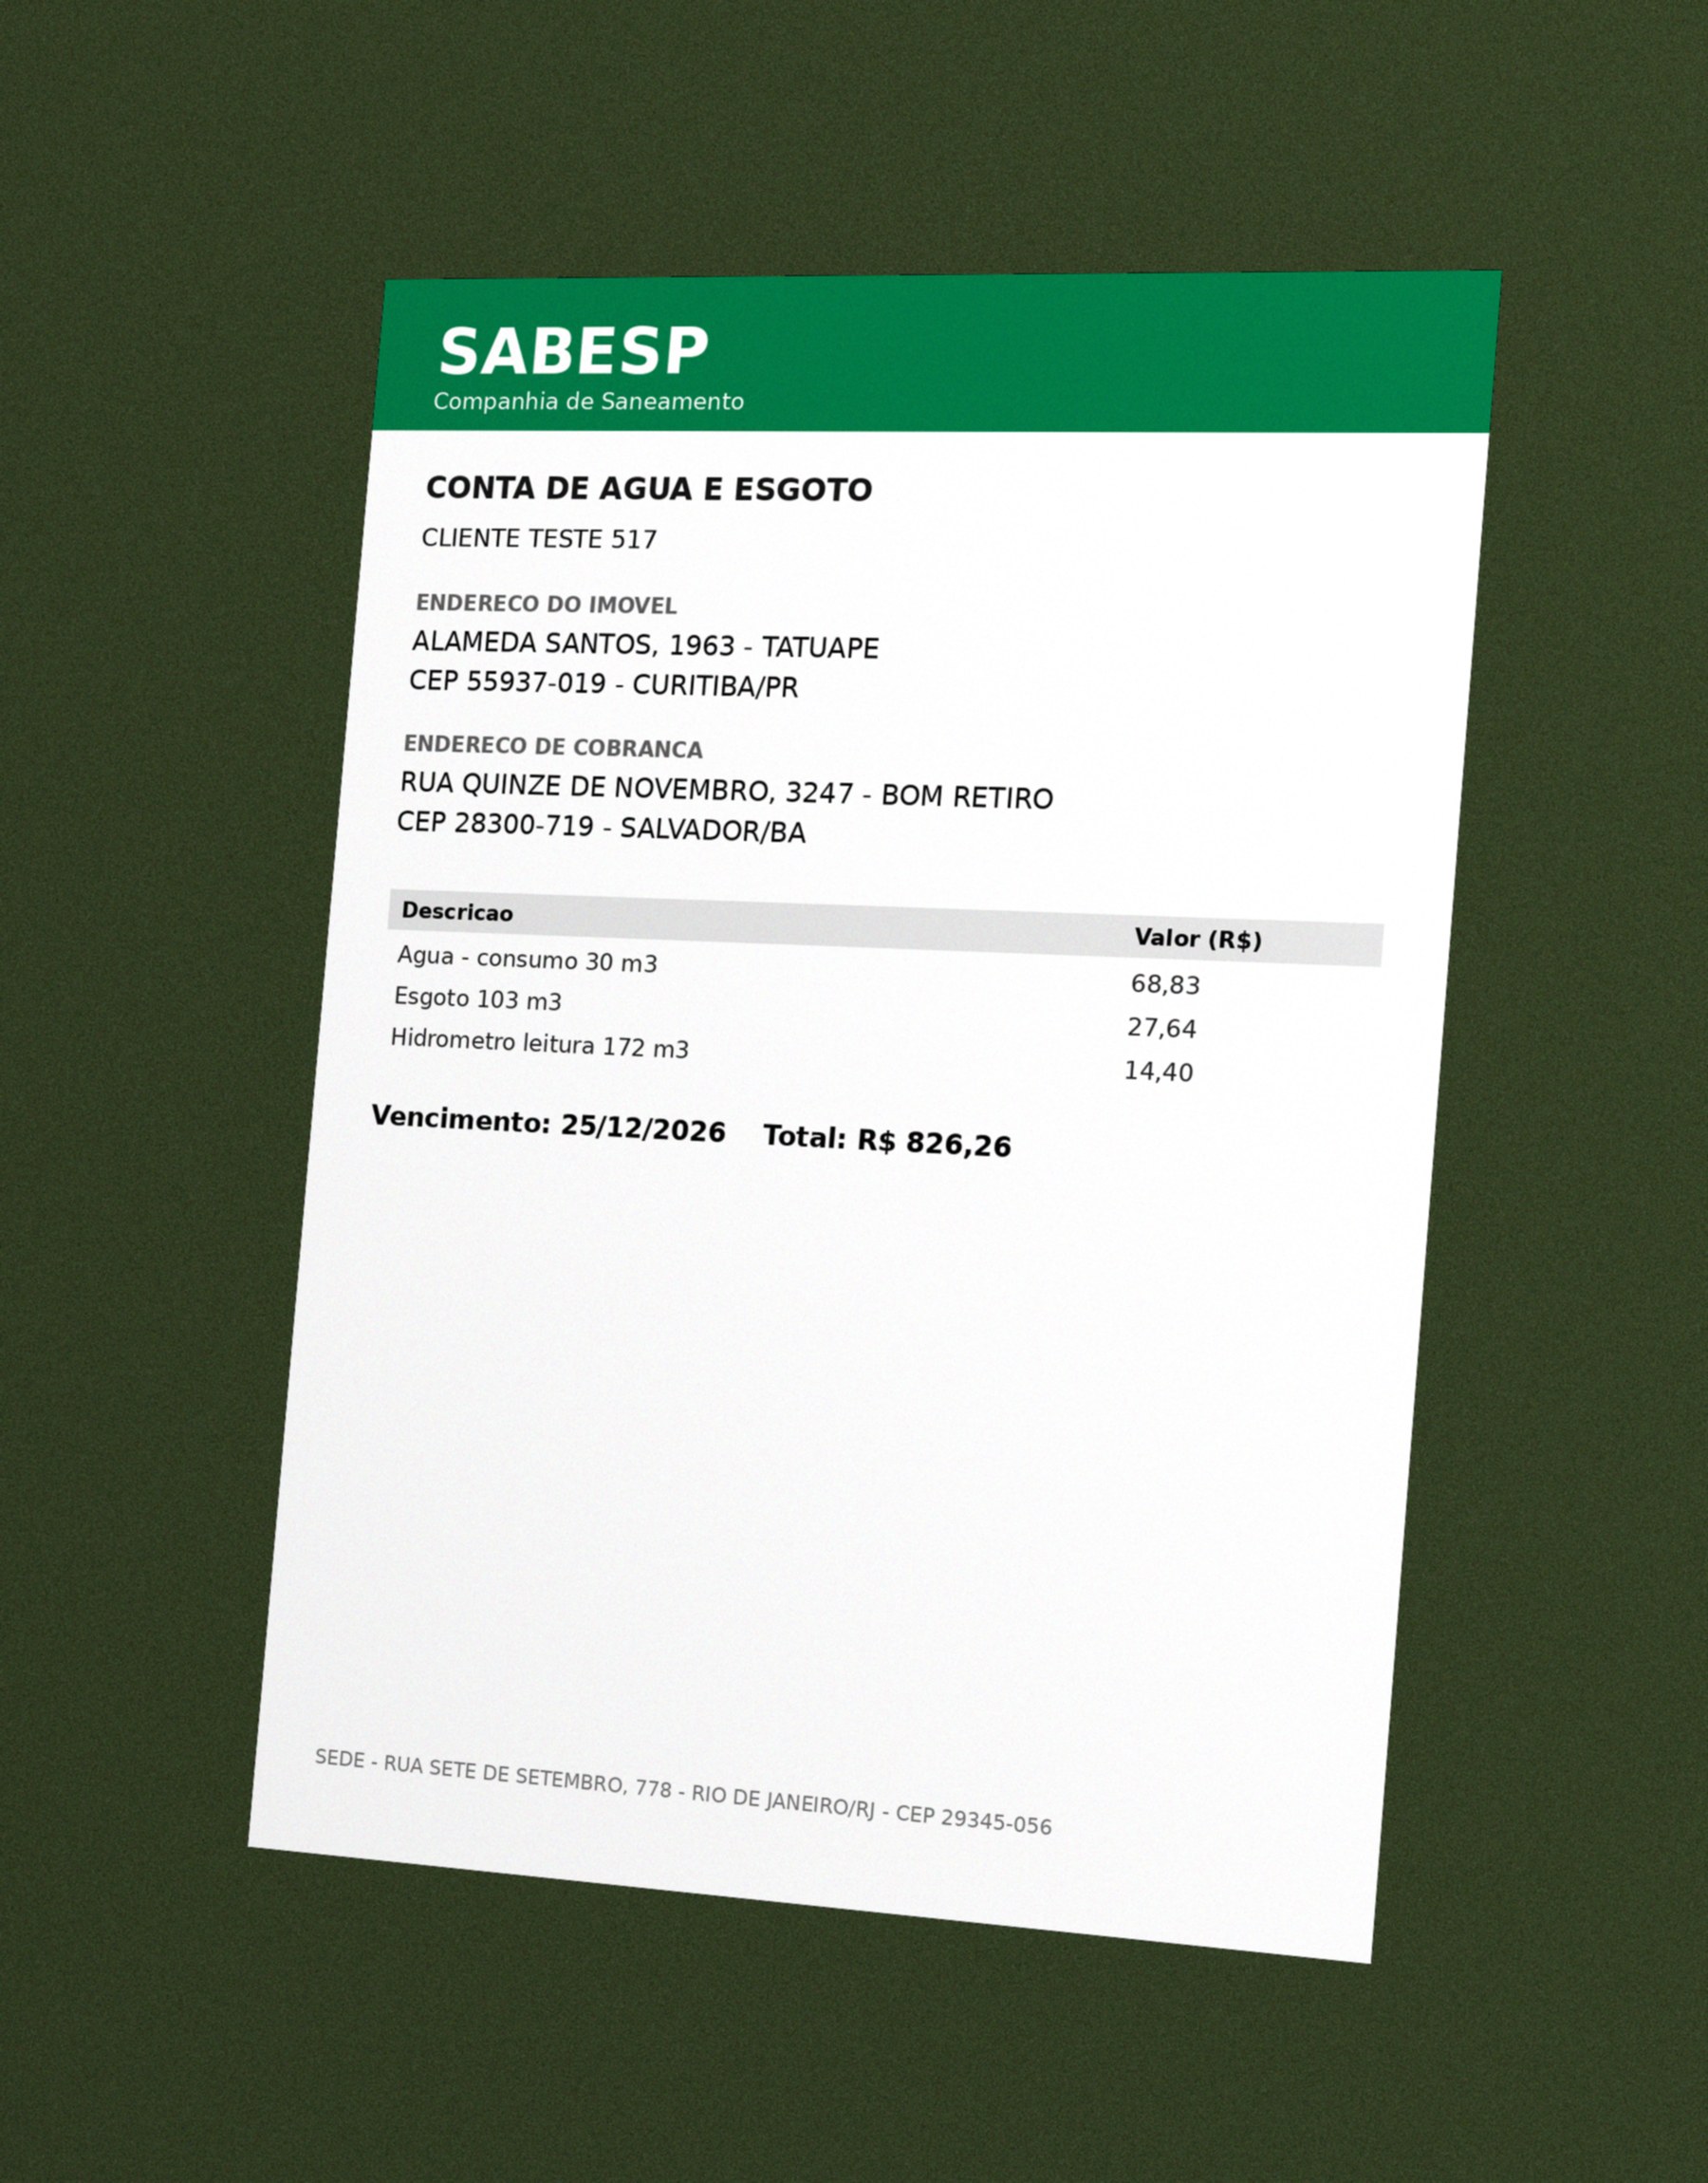 SABESP
Companhia de Saneamento
CONTA DE AGUA E ESGOTO
CLIENTE TESTE 517
ENDERECO DO IMOVEL
ALAMEDA SANTOS, 1963 - TATUAPE
CEP 55937-019 - CURITIBA/PR
ENDERECO DE COBRANCA
RUA QUINZE DE NOVEMBRO, 3247 - BOM RETIRO
CEP 28300-719 - SALVADOR/BA
Descricao Valor (R$)
Agua - consumo 30 m3 68,83
Esgoto 103 m3 27,64
Hidrometro leitura 172 m3 14,40
Vencimento: 25/12/2026 Total: R$ 826,26
SEDE - RUA SETE DE SETEMBRO, 778 - RIO DE JANEIRO/RJ - CEP 29345-056